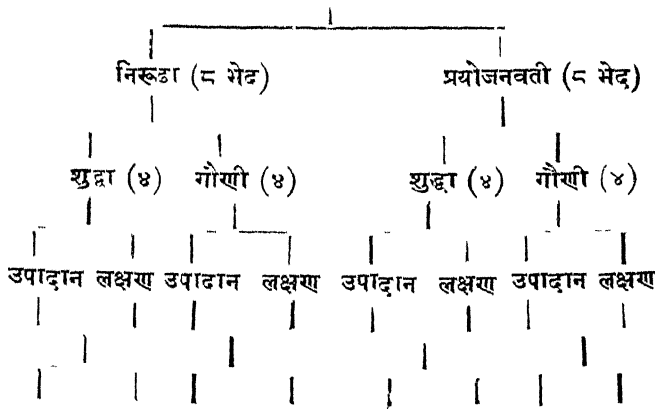 निरूढा (८ भेद) प्रयोजनवती (८ भेद)
शुद्धा (४) गौणी (४) शुद्धा (४) गौणी (४)
उपादान लक्षण उपादान लक्षण उपादान लक्षण उपादान लक्षण